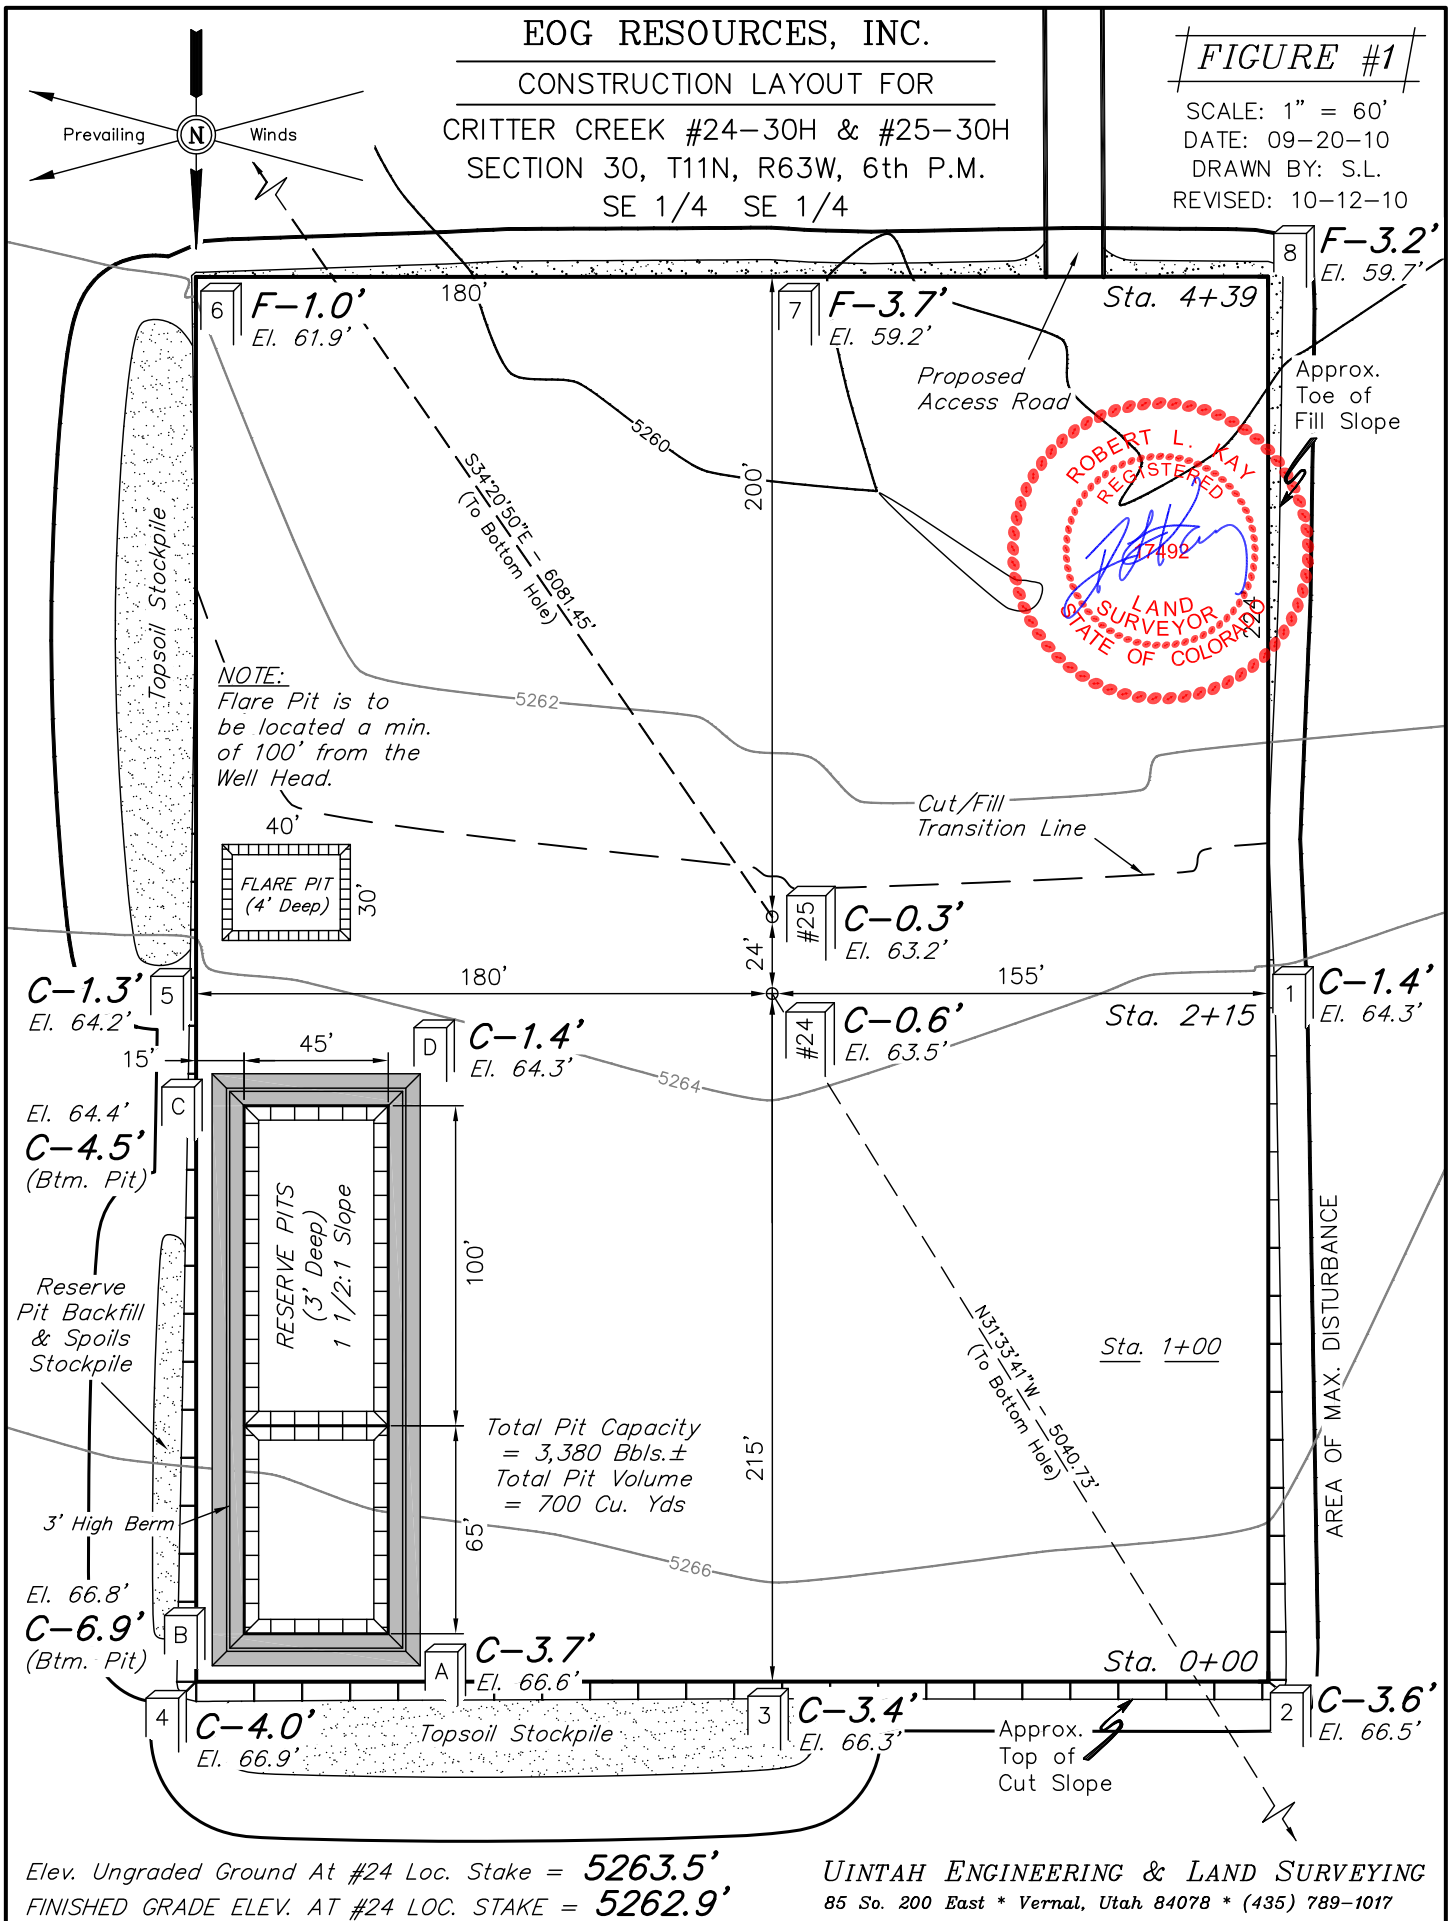 EOG RESOURCES, INC.
CONSTRUCTION LAYOUT FOR
CRITTER CREEK #24-30H & #25-30H
SECTION 30, T11N, R63W, 6th P.M.
SE 1/4 SE 1/4
FIGURE #1
SCALE: 1" = 60'
DATE: 09-20-10
DRAWN BY: S.L.
REVISED: 10-12-10
Prevailing
N
Winds
6
F-1.0'
El. 61.9'
180'
7
F-3.7'
El. 59.2'
Sta. 4+39
8
F-3.2'
El. 59.7'
Proposed
Access Road
Approx.
Toe of
Fill Slope
Topsoil Stockpile
5260
200'
S34°20'50"E - 6081.45'
(To Bottom Hole)
ROBERT L. KAY
REGISTERED
17492
LAND
SURVEYOR
STATE OF COLORADO
224'
NOTE:
Flare Pit is to
be located a min.
of 100' from the
Well Head.
5262
Cut/Fill
Transition Line
40'
FLARE PIT
(4' Deep)
30'
#25
C-0.3'
El. 63.2'
24'
C-1.3'
El. 64.2'
5
180'
155'
1
C-1.4'
El. 64.3'
Sta. 2+15
#24
C-0.6'
El. 63.5'
15'
45'
D
C-1.4'
El. 64.3'
5264
El. 64.4'
C-4.5'
(Btm. Pit)
C
RESERVE PITS
(3' Deep)
1 1/2:1 Slope
100'
Reserve
Pit Backfill
& Spoils
Stockpile
N31°33'41"W - 5040.73'
(To Bottom Hole)
Sta. 1+00
AREA OF MAX. DISTURBANCE
Total Pit Capacity
= 3,380 Bbls.±
Total Pit Volume
= 700 Cu. Yds
215'
3' High Berm
65'
5266
El. 66.8'
C-6.9'
(Btm. Pit)
B
A
C-3.7'
El. 66.6'
Sta. 0+00
4
C-4.0'
El. 66.9'
Topsoil Stockpile
3
C-3.4'
El. 66.3'
Approx.
Top of
Cut Slope
2
C-3.6'
El. 66.5'
Elev. Ungraded Ground At #24 Loc. Stake = 5263.5'
FINISHED GRADE ELEV. AT #24 LOC. STAKE = 5262.9'
UINTAH ENGINEERING & LAND SURVEYING
85 So. 200 East * Vernal, Utah 84078 * (435) 789-1017